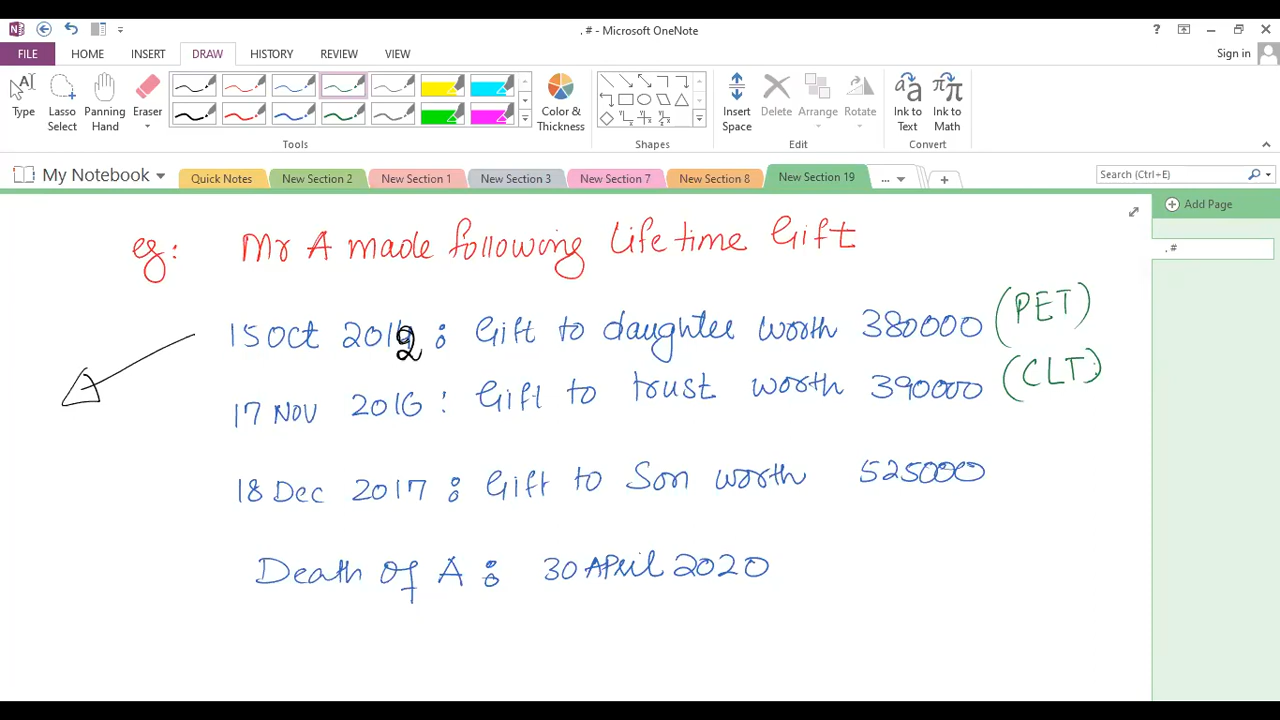 . # - Microsoft OneNote
? 
Sign in
FILE HOME INSERT DRAW HISTORY REVIEW VIEW
Type
Lasso Select
Panning Hand
Eraser
Color & Thickness
Insert Space
Delete
Arrange
Rotate
Ink to Text
Ink to Math
Tools
Shapes
Edit
Convert
My Notebook
Quick Notes
New Section 2
New Section 1
New Section 3
New Section 7
New Section 8
New Section 19
...
Search (Ctrl+E)
Add Page
. #
eg: Mr A made following Lifetime Gift
15 Oct 2012 : Gift to daughter worth 380000 (PET)
17 Nov 2016 : Gift to trust worth 390000 (CLT)
18 Dec 2017 : Gift to Son worth 525000
Death of A : 30 April 2020